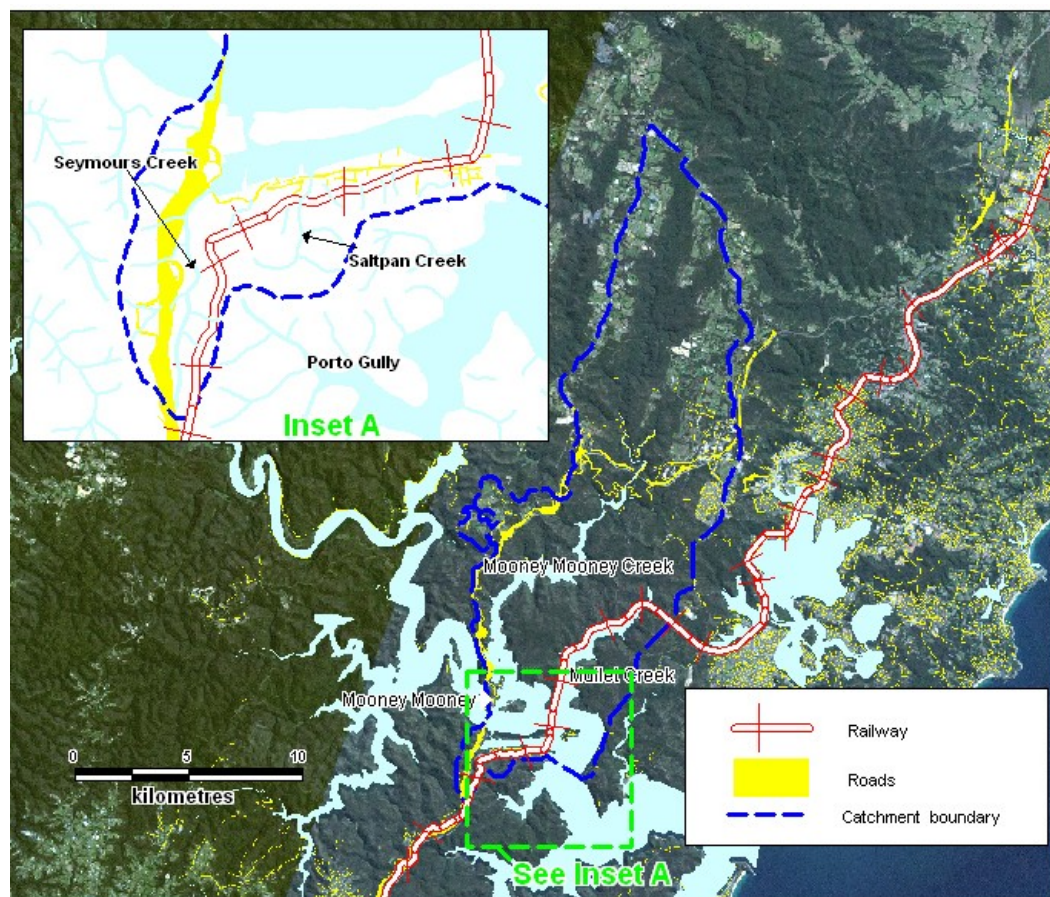 Seymours Creek
Saltpan Creek
Porto Gully
Inset A
Mooney Mooney Creek
Mullet Creek
Mooney Mooney
0 5 10
kilometres
See Inset A
Railway
Roads
Catchment boundary